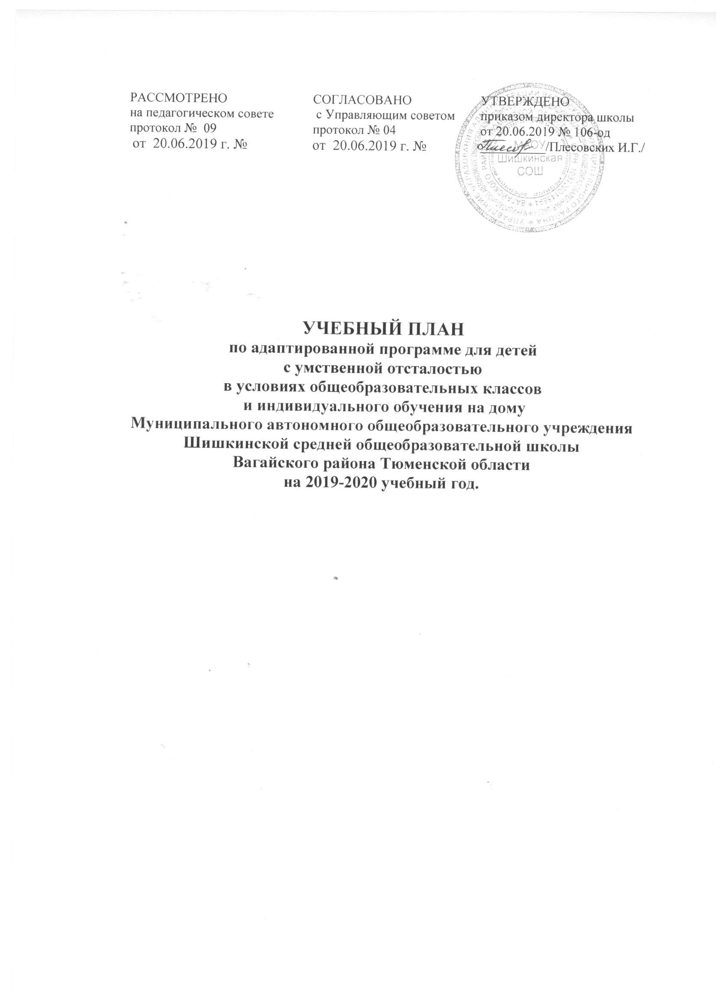 РАССМОТРЕНО
на педагогическом совете
протокол № 09
от 20.06.2019 г. №
СОГЛАСОВАНО
с Управляющим советом
протокол № 04
от 20.06.2019 г. №
УТВЕРЖДЕНО
приказом директора школы
от 20.06.2019 № 106-од
/Плесовских И.Г./
МАОУ
Шишкинская
СОШ
УЧЕБНЫЙ ПЛАН
по адаптированной программе для детей
с умственной отсталостью
в условиях общеобразовательных классов
и индивидуального обучения на дому
Муниципального автономного общеобразовательного учреждения
Шишкинской средней общеобразовательной школы
Вагайского района Тюменской области
на 2019-2020 учебный год.